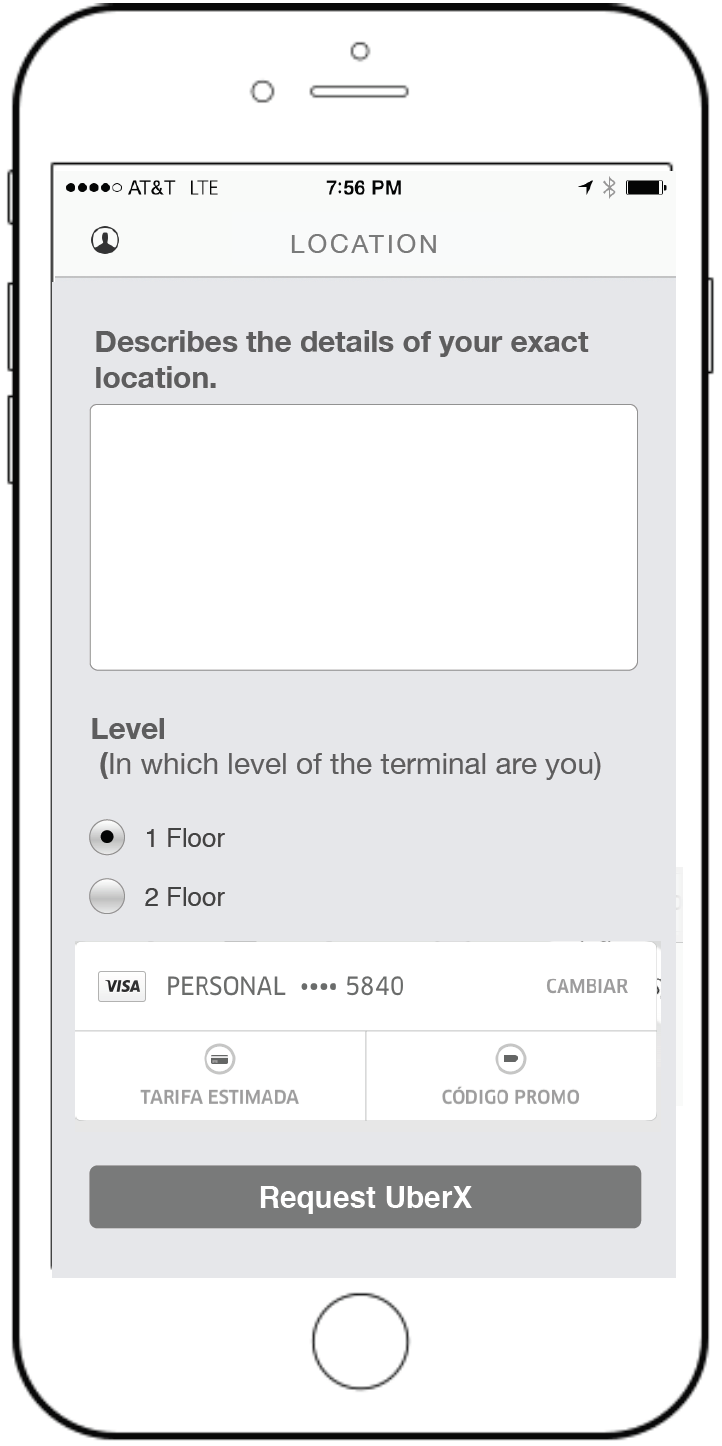 AT&T LTE 7:56 PM
LOCATION
Describes the details of your exact
location.
Level
(In which level of the terminal are you)
1 Floor
2 Floor
VISA PERSONAL •••• 5840 CAMBIAR
TARIFA ESTIMADA CÓDIGO PROMO
Request UberX